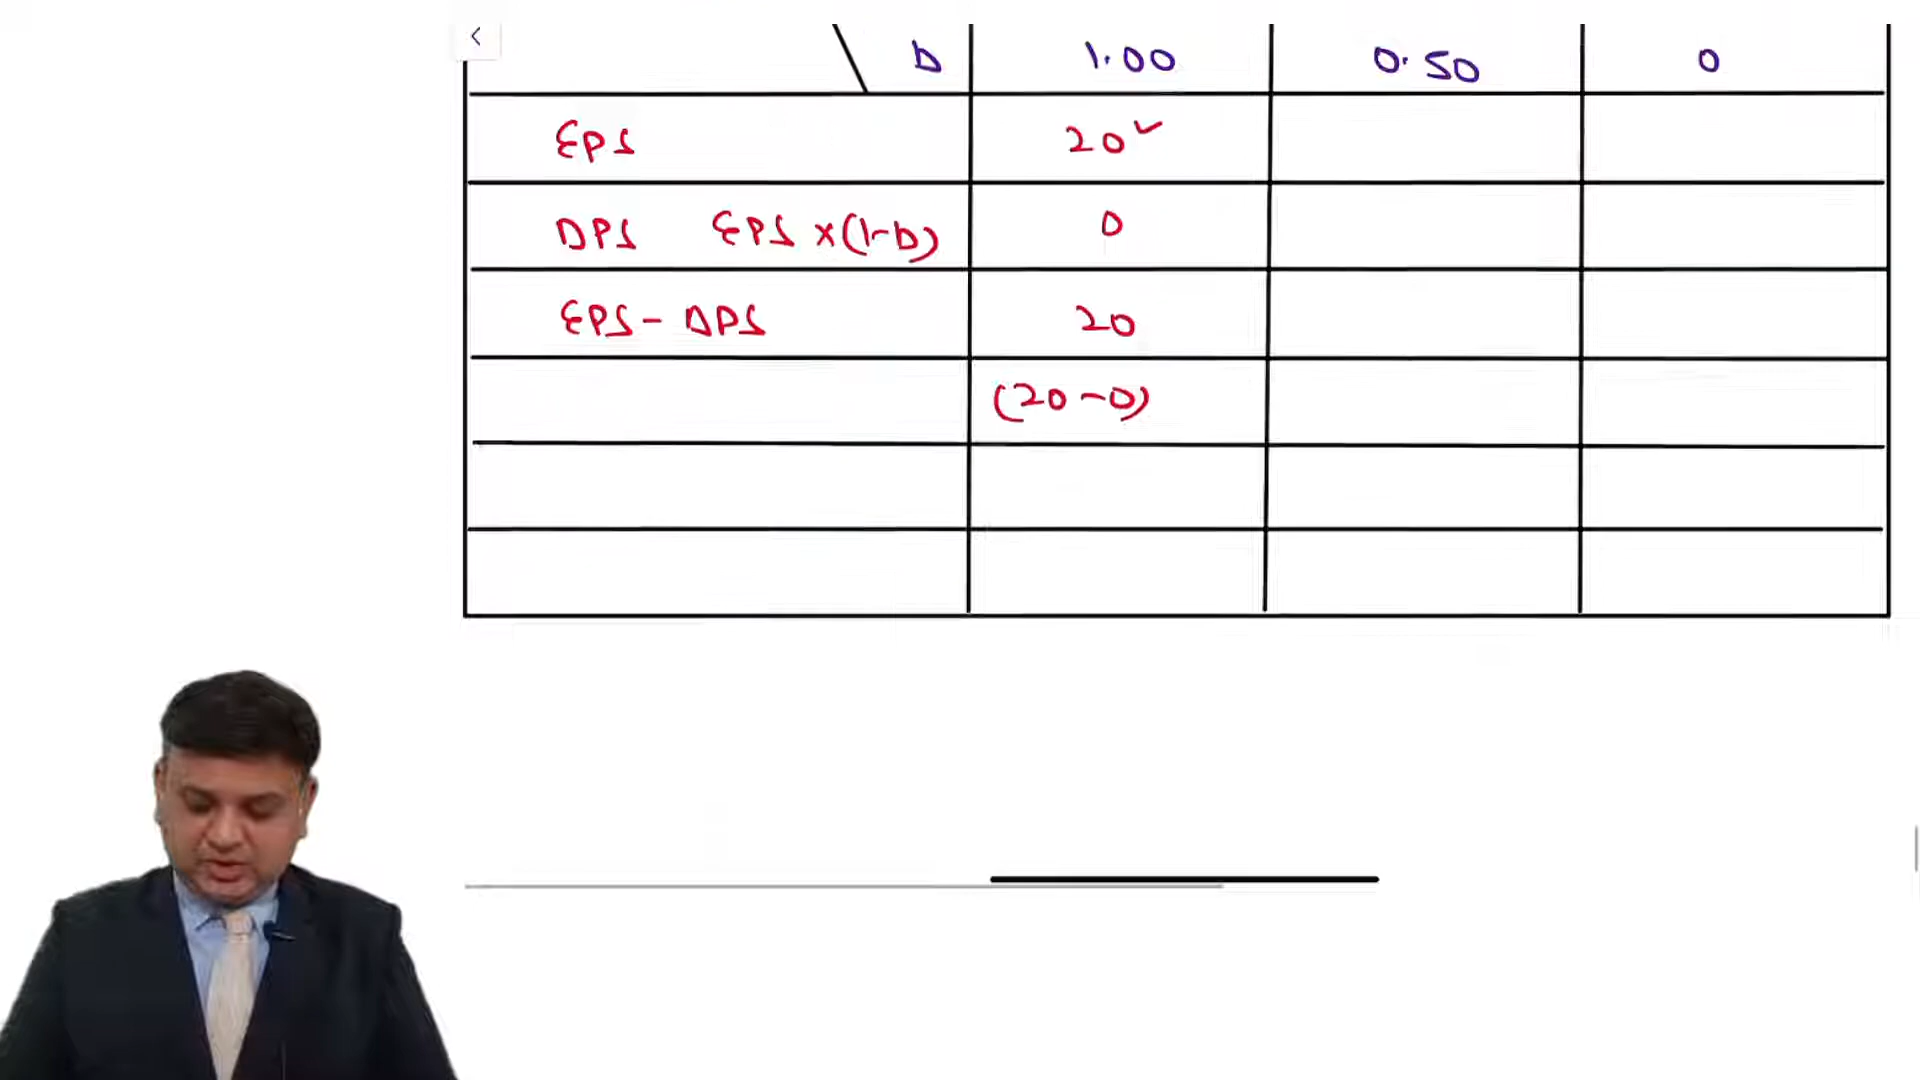 b 1.00 0.50 0
EPS 20✓
DPS EPS ×(1-b) 0
EPS - DPS 20
(20-0)